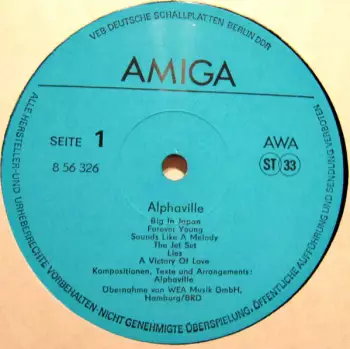 VEB DEUTSCHE SCHALLPLATTEN BERLIN DDR
AMIGA
SEITE 1
AWA
8 56 326
ST 33
Alphaville
Big In Japan
Forever Young
Sounds Like A Melody
The Jet Set
Lies
A Victory Of Love
Kompositionen, Texte und Arrangements:
Alphaville
Übernahme von WEA Musik GmbH,
Hamburg/BRD
ALLE HERSTELLER- UND URHEBERRECHTE VORBEHALTEN · NICHT GENEHMIGTE ÜBERSPIELUNG, ÖFFENTLICHE AUFFÜHRUNG UND SENDUNG VERBOTEN